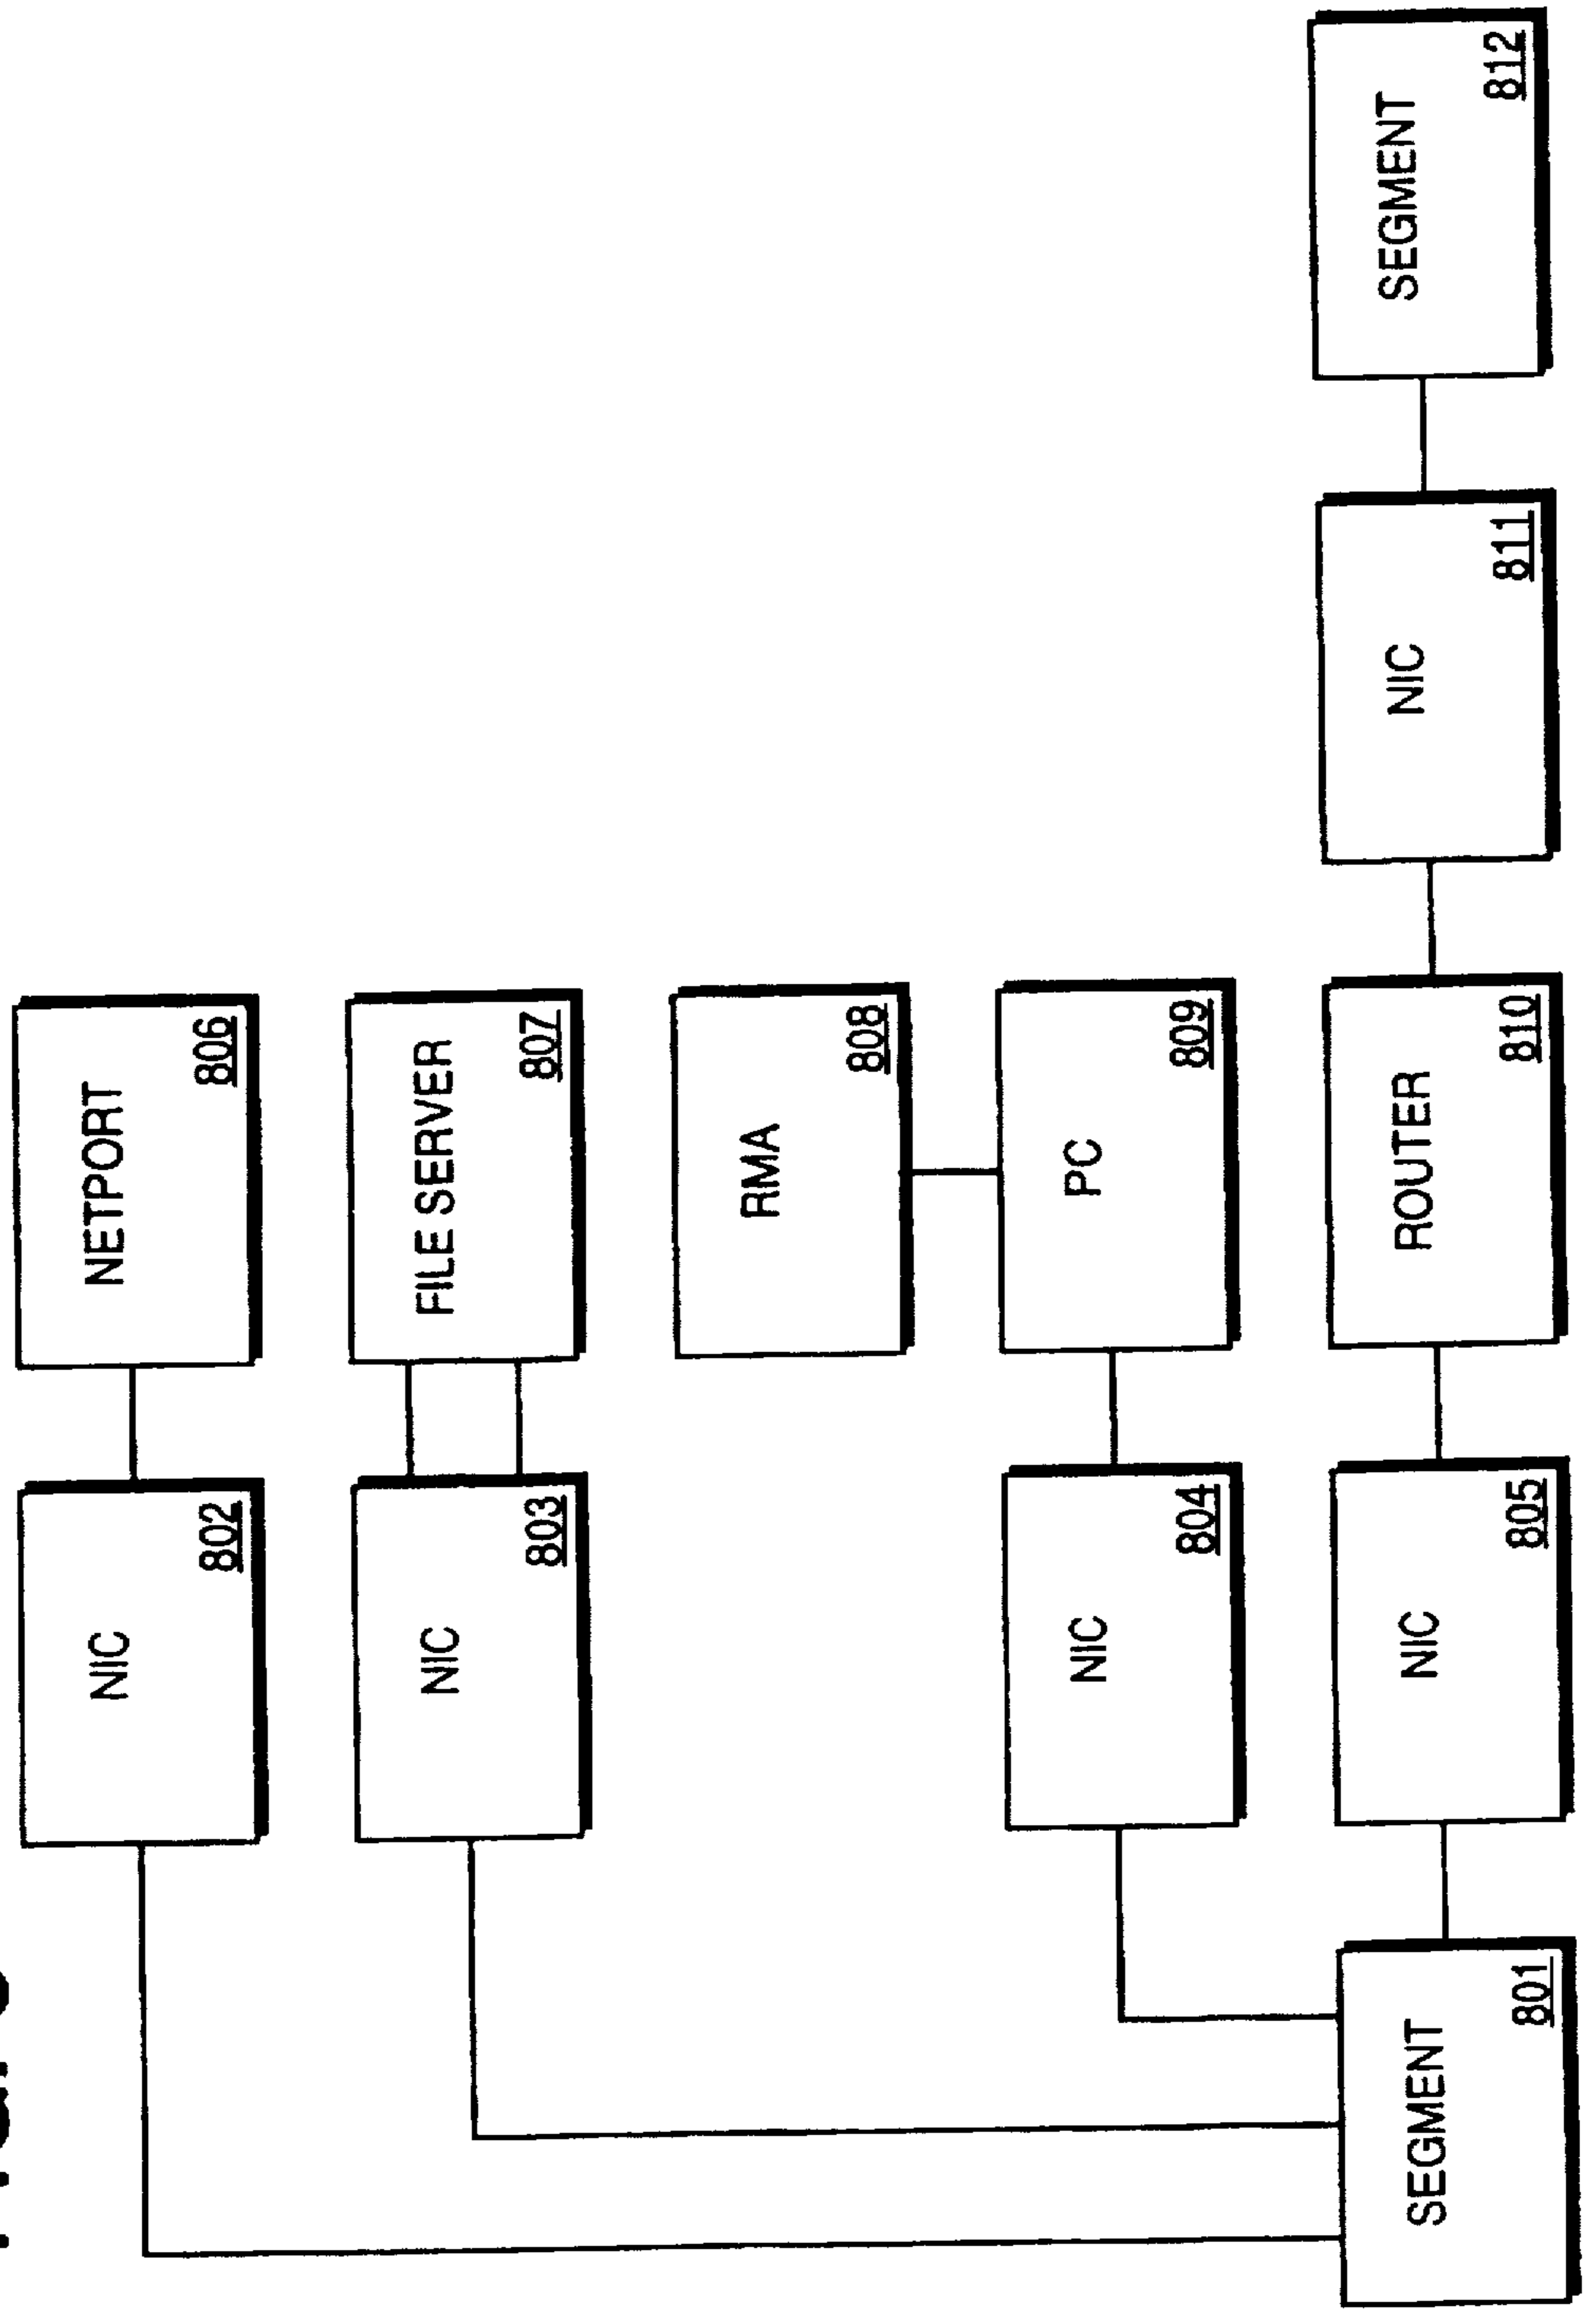 NIC
802
NETPORT
806
NIC
803
FILE SERVER
807
RMA
808
NIC
804
PC
809
SEGMENT
801
NIC
805
ROUTER
810
NIC
811
SEGMENT
812